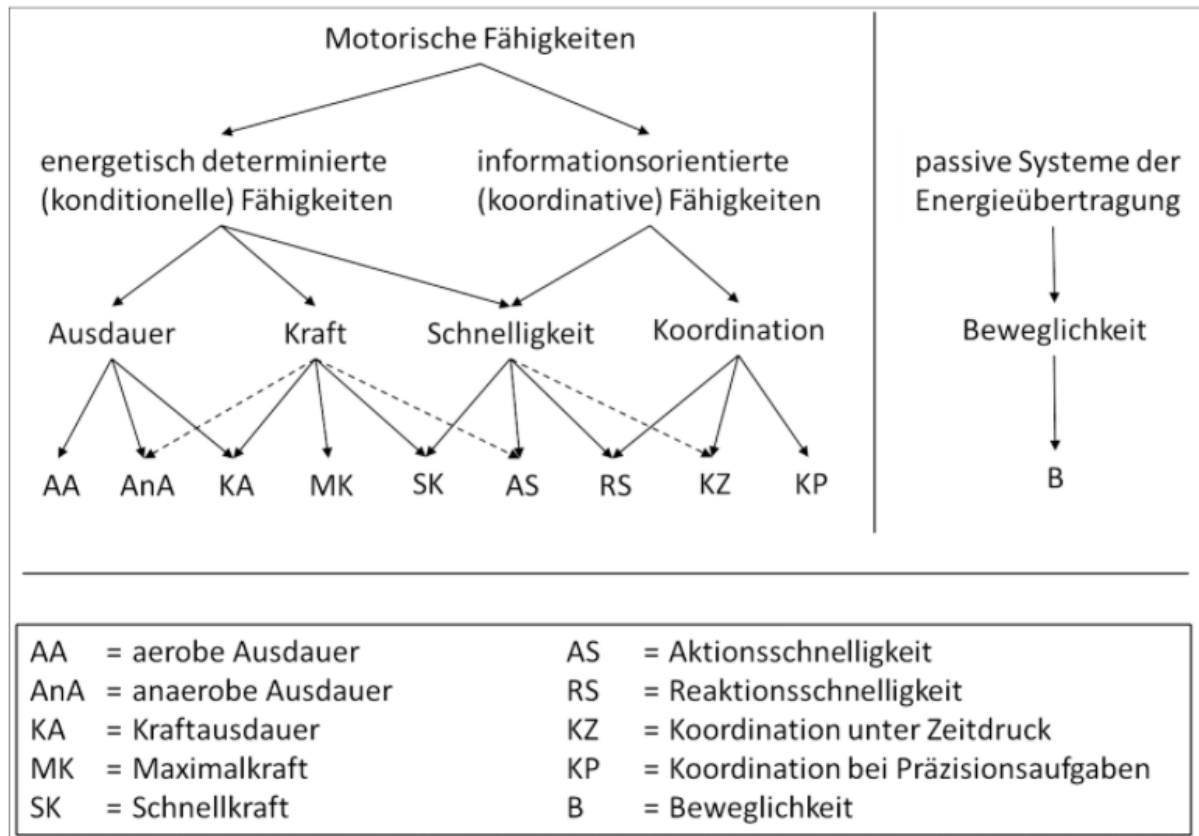 Motorische Fähigkeiten
energetisch determinierte
(konditionelle) Fähigkeiten
informationsorientierte
(koordinative) Fähigkeiten
passive Systeme der
Energieübertragung
Ausdauer
Kraft
Schnelligkeit
Koordination
Beweglichkeit
AA
AnA
KA
MK
SK
AS
RS
KZ
KP
B
AA = aerobe Ausdauer
AnA = anaerobe Ausdauer
KA = Kraftausdauer
MK = Maximalkraft
SK = Schnellkraft
AS = Aktionsschnelligkeit
RS = Reaktionsschnelligkeit
KZ = Koordination unter Zeitdruck
KP = Koordination bei Präzisionsaufgaben
B = Beweglichkeit